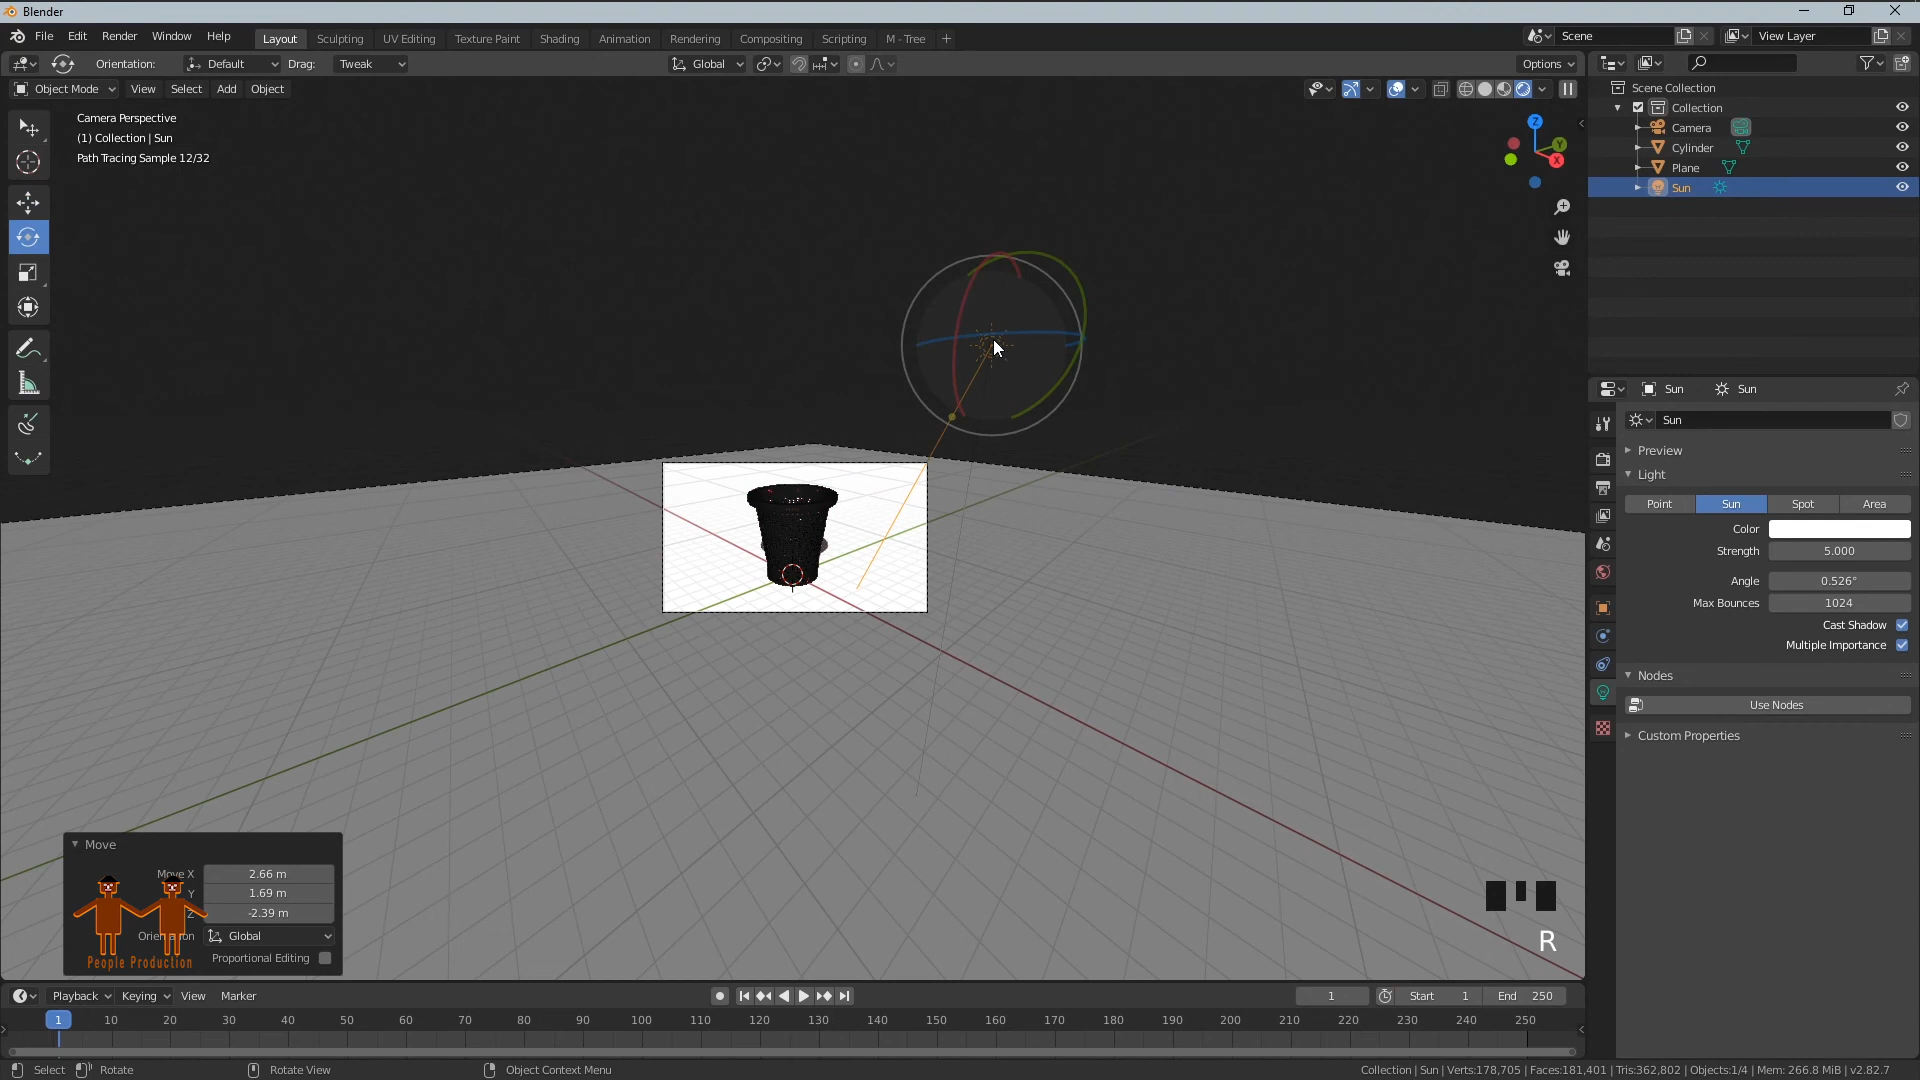 Blender
File Edit Render Window Help Layout Sculpting UV Editing Texture Paint Shading Animation Rendering Compositing Scripting M - Tree + Scene View Layer
Orientation: Default Drag: Tweak Global Options
Object Mode View Select Add Object
Camera Perspective
(1) Collection | Sun
Path Tracing Sample 12/32
Z
Y
X
Scene Collection
Collection
Camera
Cylinder
Plane
Sun
Sun Sun
Sun
Preview
Light
Point Sun Spot Area
Color
Strength 5.000
Angle 0.526°
Max Bounces 1024
Cast Shadow
Multiple Importance
Nodes
Use Nodes
Custom Properties
Move
Move X 2.66 m
Y 1.69 m
Z -2.39 m
Global
Proportional Editing
People Production
R
Playback Keying View Marker 1 Start 1 End 250
1 10 20 30 40 50 60 70 80 90 100 110 120 130 140 150 160 170 180 190 200 210 220 230 240 250
Select Rotate Rotate View Object Context Menu Collection | Sun | Verts:178,705 | Faces:181,401 | Tris:362,802 | Objects:1/4 | Mem: 266.8 MiB | v2.82.7